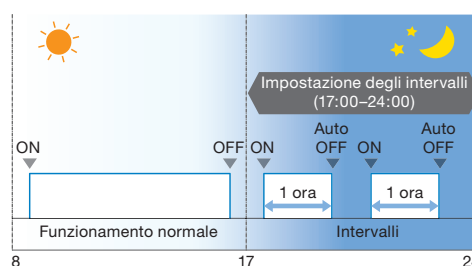 Impostazione degli intervalli
(17:00–24:00)
Auto Auto
ON OFF ON OFF ON OFF
1 ora 1 ora
Funzionamento normale Intervalli
8 17 2